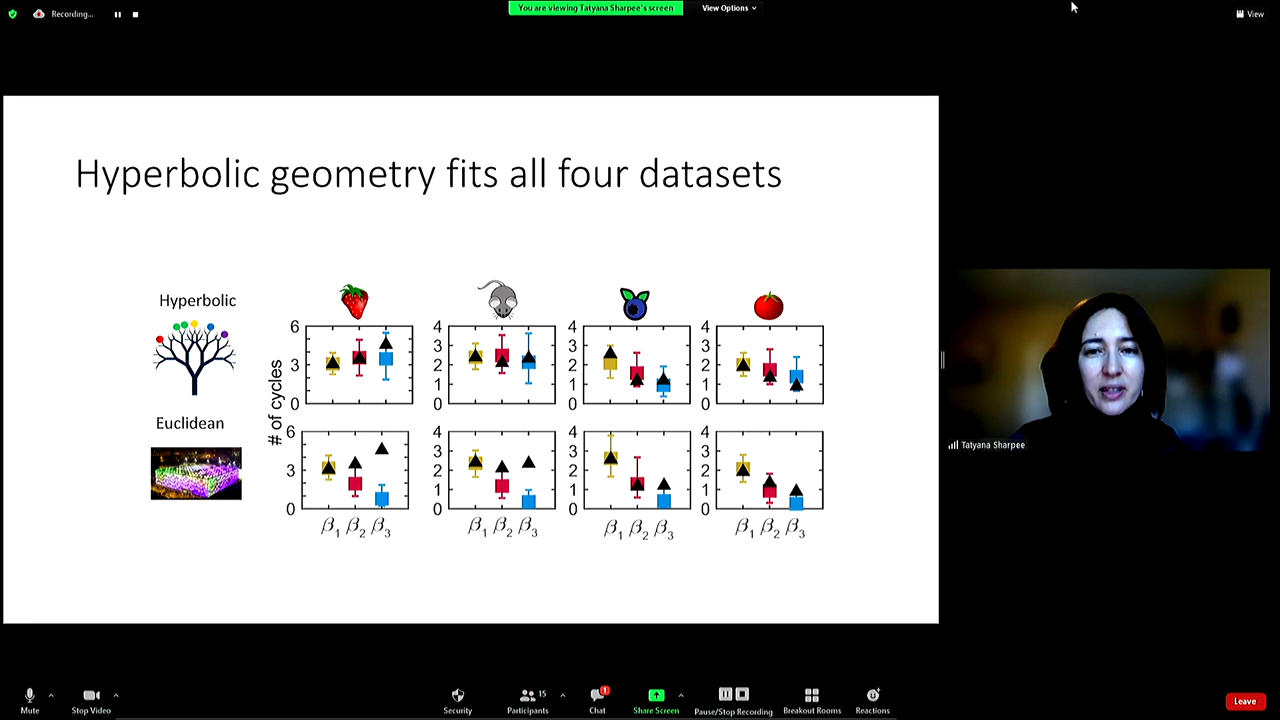 Recording...
You are viewing Tatyana Sharpee's screen
View Options
View
Hyperbolic geometry fits all four datasets
Hyperbolic
Euclidean
# of cycles
6
3
0
4
3
2
1
0
4
3
2
1
0
4
3
2
1
0
6
3
0
4
3
2
1
0
4
3
2
1
0
4
3
2
1
0
β1 β2 β3
β1 β2 β3
β1 β2 β3
β1 β2 β3
Tatyana Sharpee
Mute
Stop Video
Security
15
Participants
1
Chat
Share Screen
Pause/Stop Recording
Breakout Rooms
Reactions
Leave